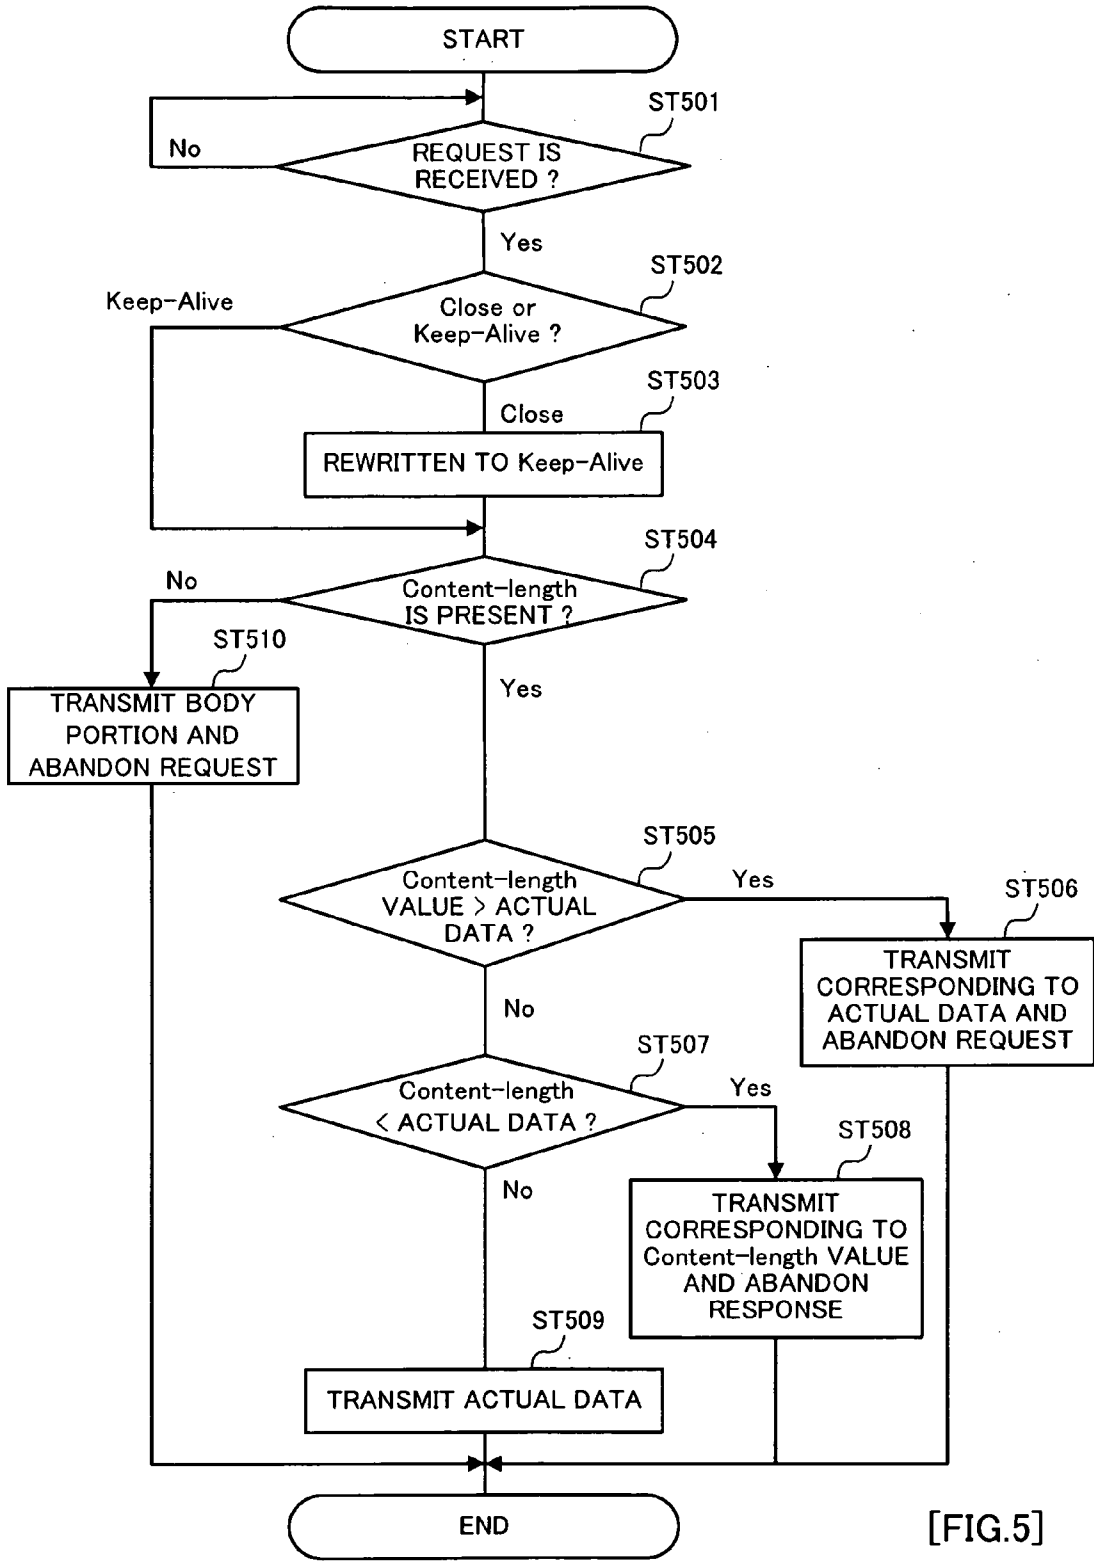 START
ST501
No
REQUEST IS
RECEIVED ?
Yes
ST502
Keep-Alive
Close or
Keep-Alive ?
ST503
Close
REWRITTEN TO Keep-Alive
ST504
No
Content-length
IS PRESENT ?
ST510
Yes
TRANSMIT BODY
PORTION AND
ABANDON REQUEST
ST505
Content-length
VALUE > ACTUAL
DATA ?
Yes
ST506
TRANSMIT
CORRESPONDING TO
ACTUAL DATA AND
ABANDON REQUEST
No
ST507
Content-length
< ACTUAL DATA ?
Yes
ST508
No
TRANSMIT
CORRESPONDING TO
Content-length VALUE
AND ABANDON
RESPONSE
ST509
TRANSMIT ACTUAL DATA
END
[FIG.5]